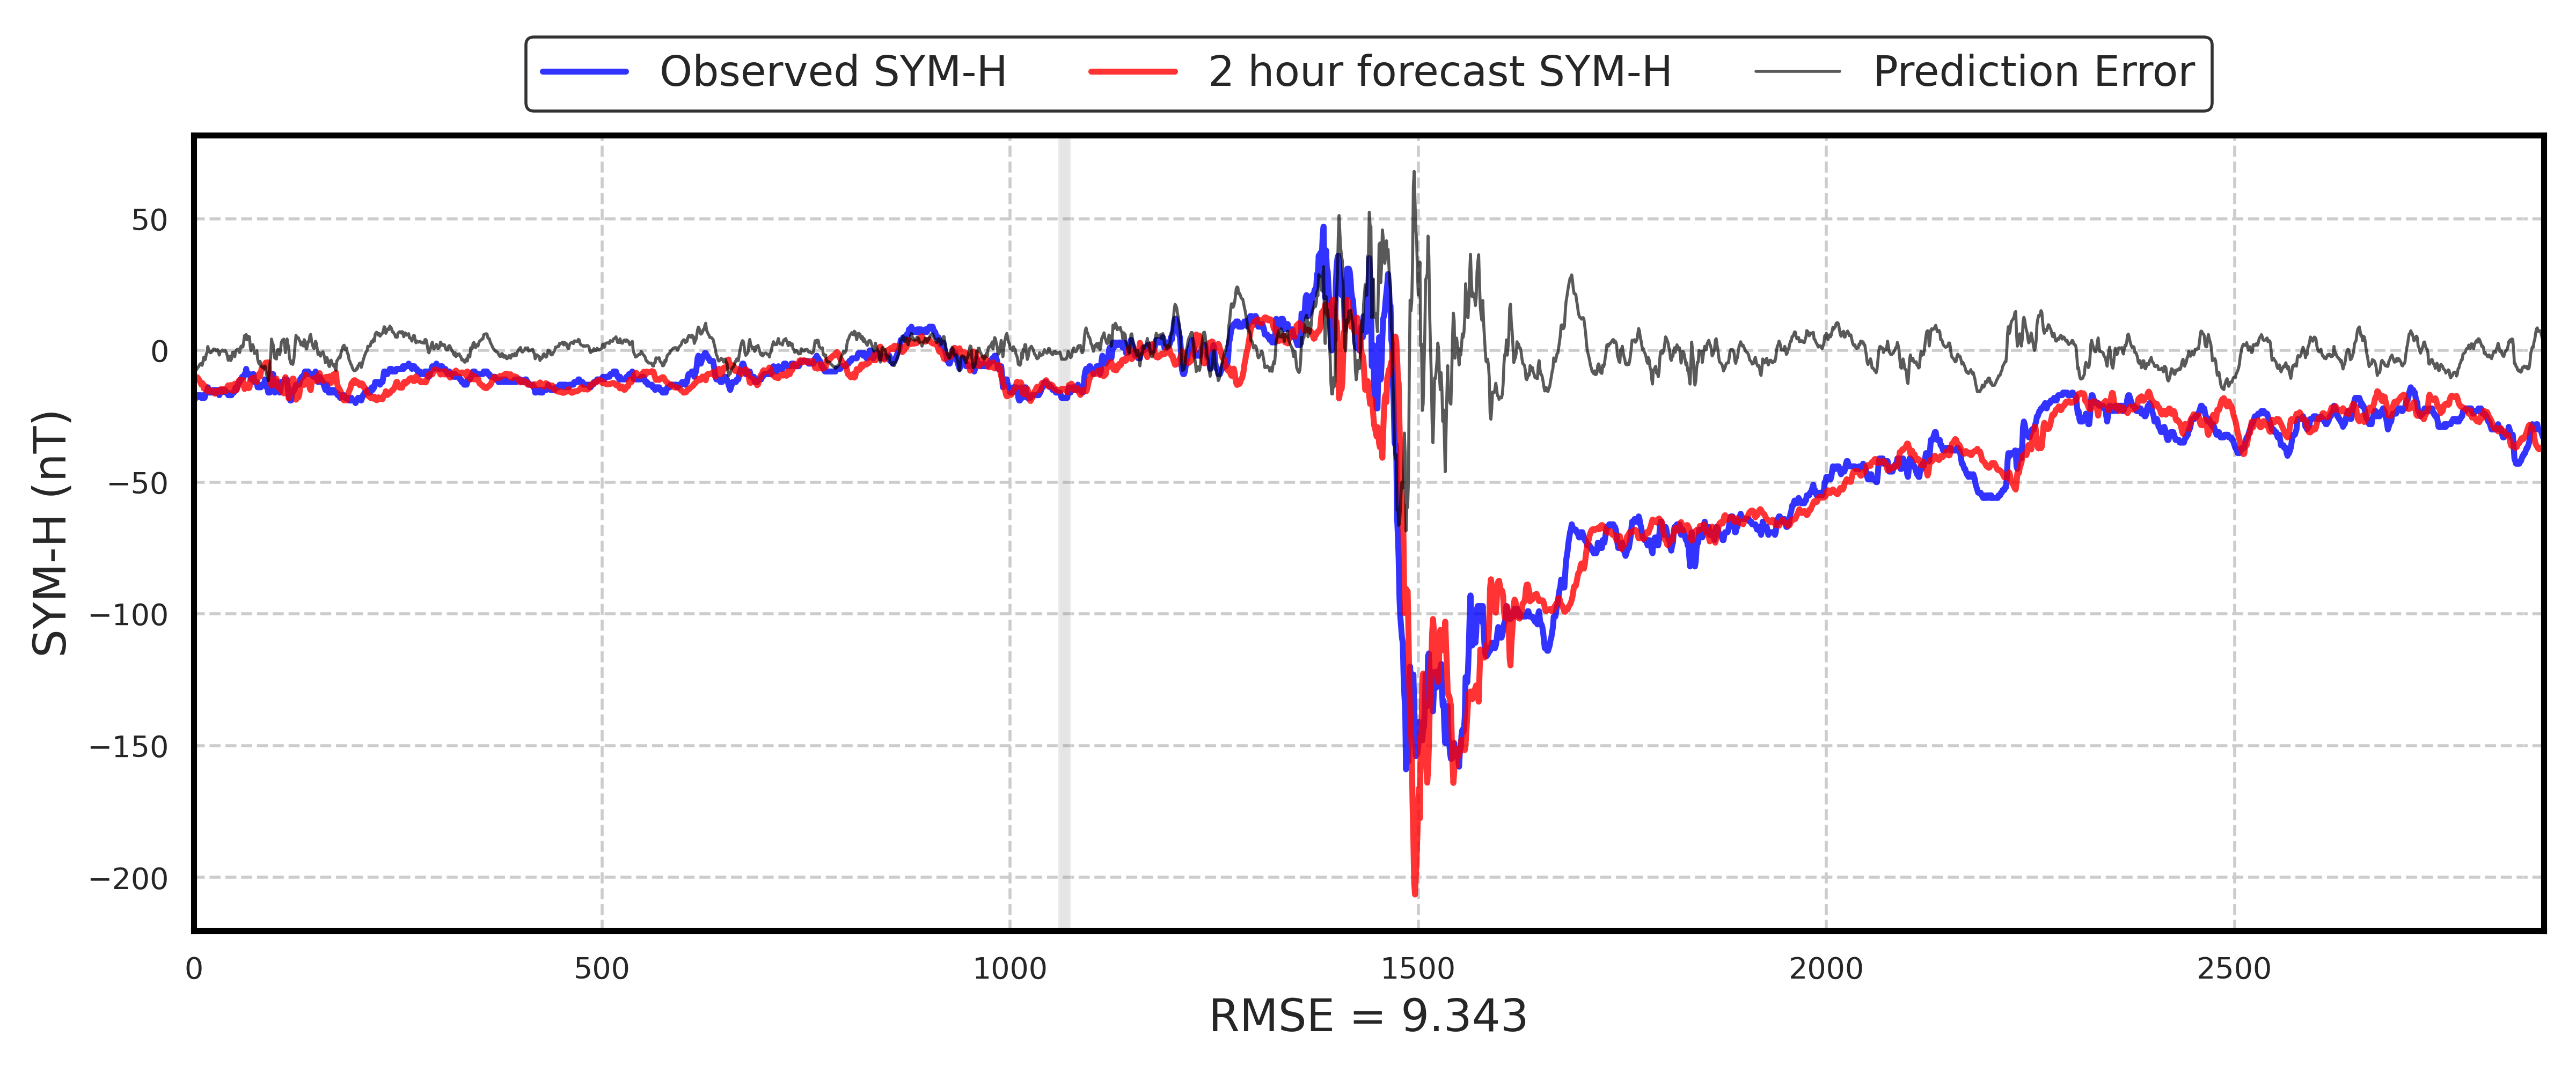 Observed SYM-H 2 hour forecast SYM-H Prediction Error
SYM-H (nT)
50
0
−50
−100
−150
−200
0 500 1000 1500 2000 2500
RMSE = 9.343